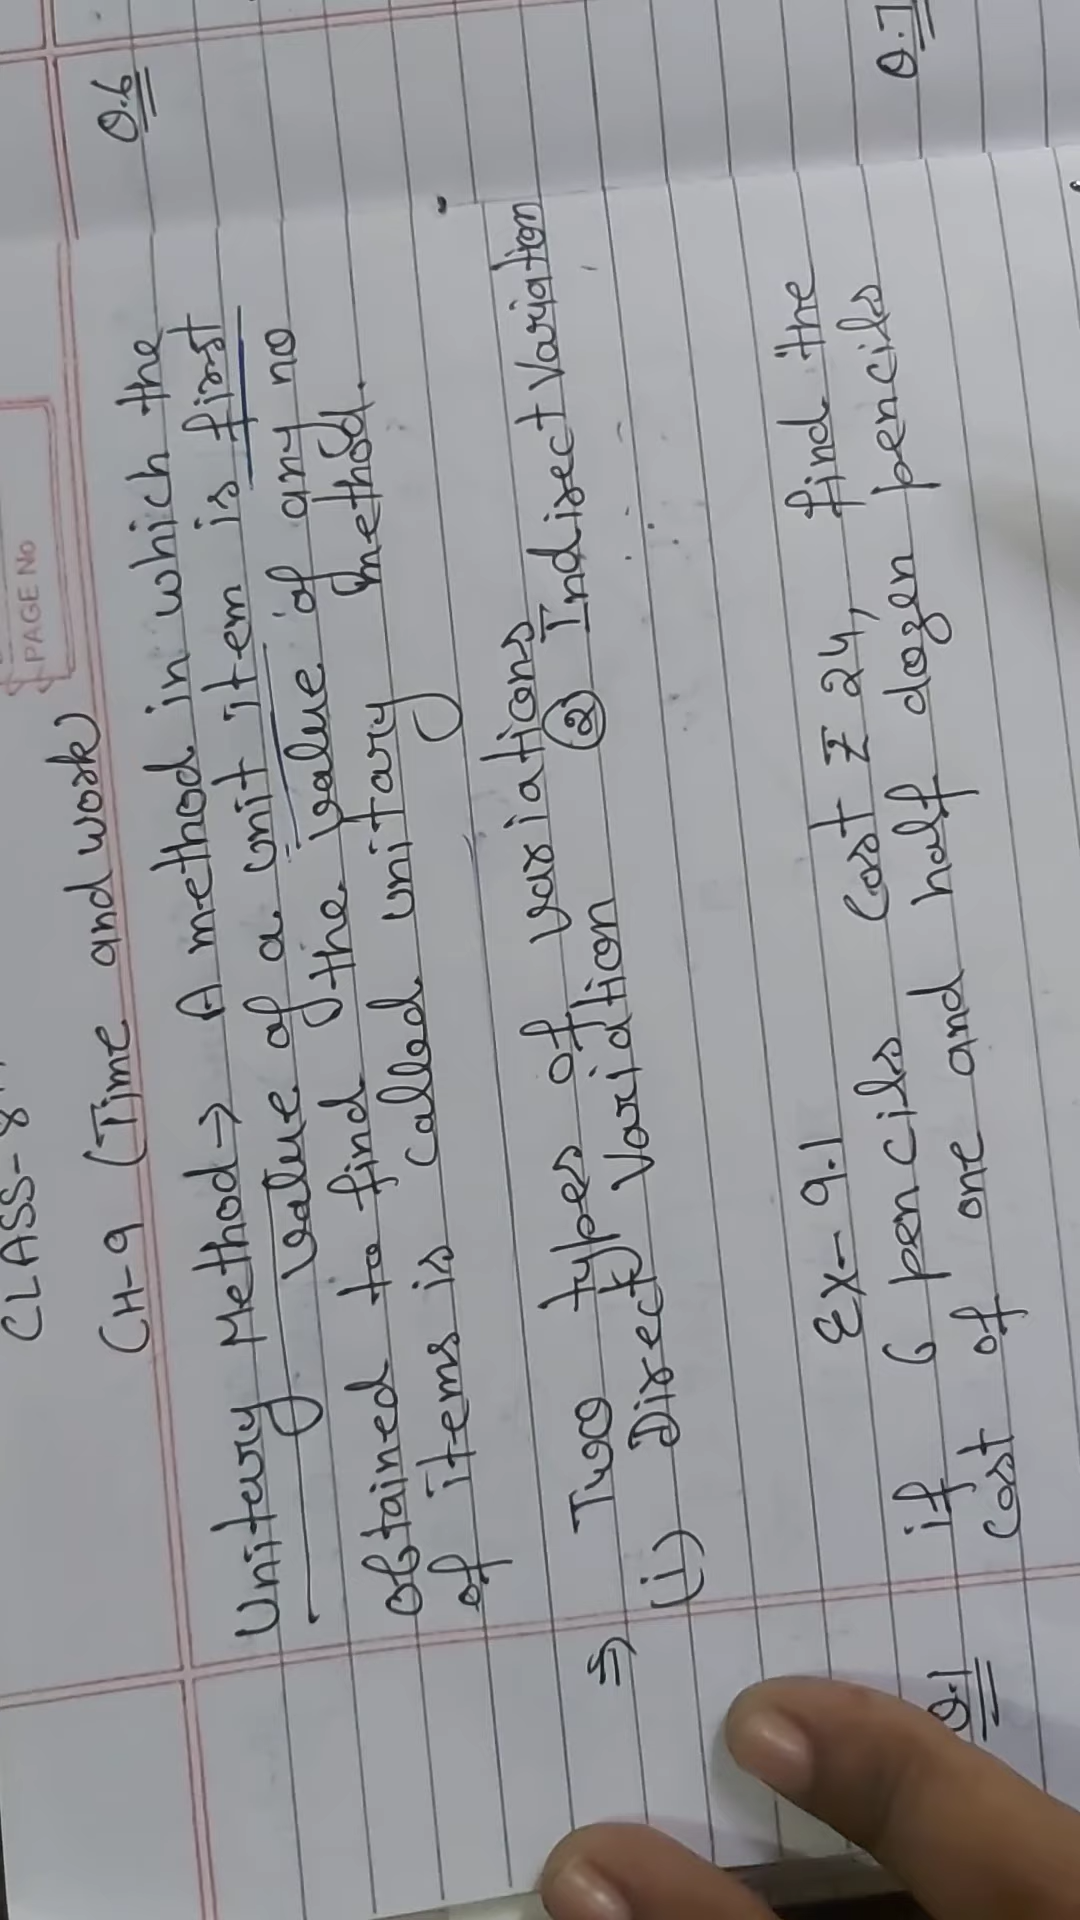 PAGE No
CLASS-8
CH-9 (Time and work)
Unitary Method → A method in which the
value of a unit item is first
obtained to find the value of any no
of items is called unitary method.
⇒ Two types of variations
(i) Direct Variation ② Indirect Variation
Ex-9.1
Q.1 if 6 pencils Cost ₹ 24, find the
Cost of one and half dozen pencils
Q.6
Q.7